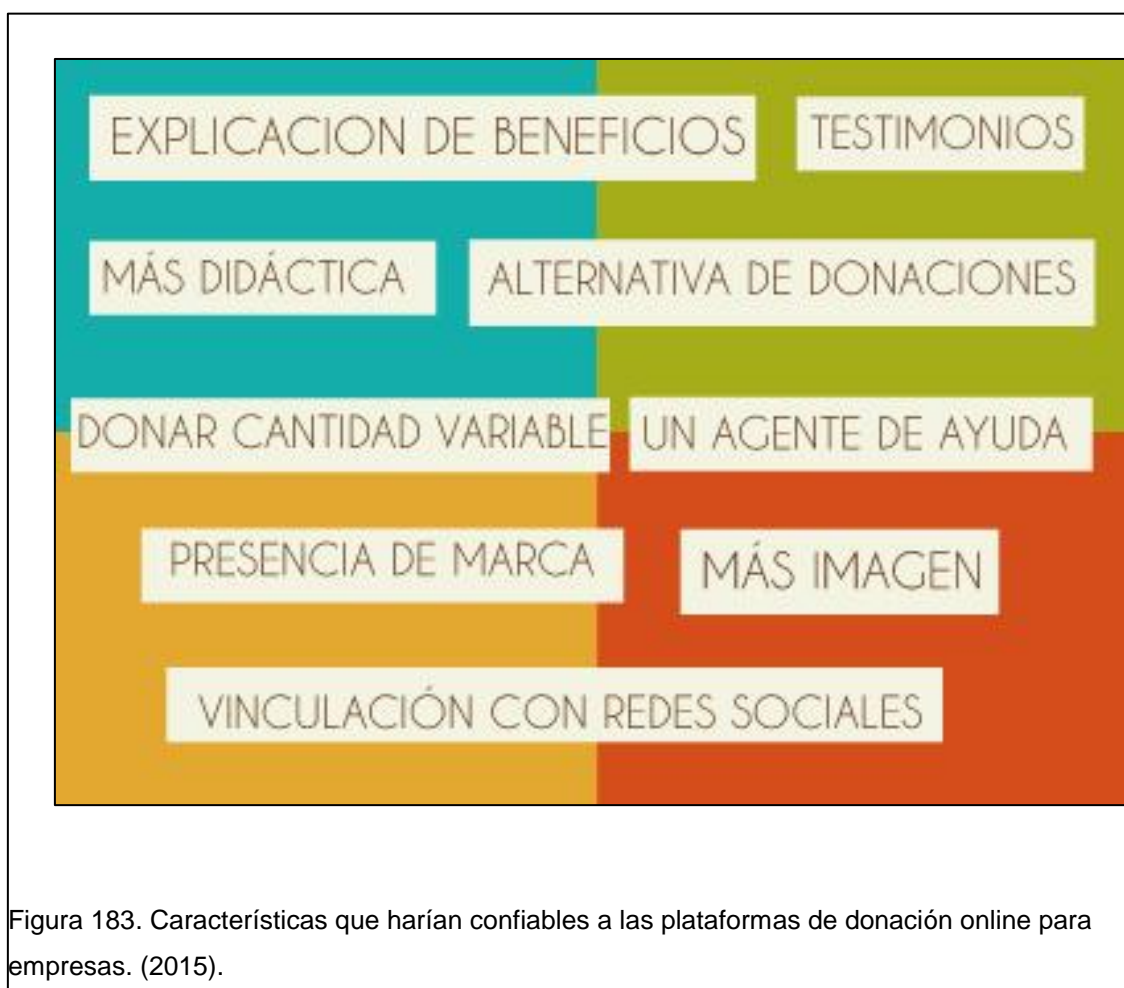 EXPLICACION DE BENEFICIOS
TESTIMONIOS
MÁS DIDÁCTICA
ALTERNATIVA DE DONACIONES
DONAR CANTIDAD VARIABLE
UN AGENTE DE AYUDA
PRESENCIA DE MARCA
MÁS IMAGEN
VINCULACIÓN CON REDES SOCIALES
Figura 183. Características que harían confiables a las plataformas de donación online para
empresas. (2015).